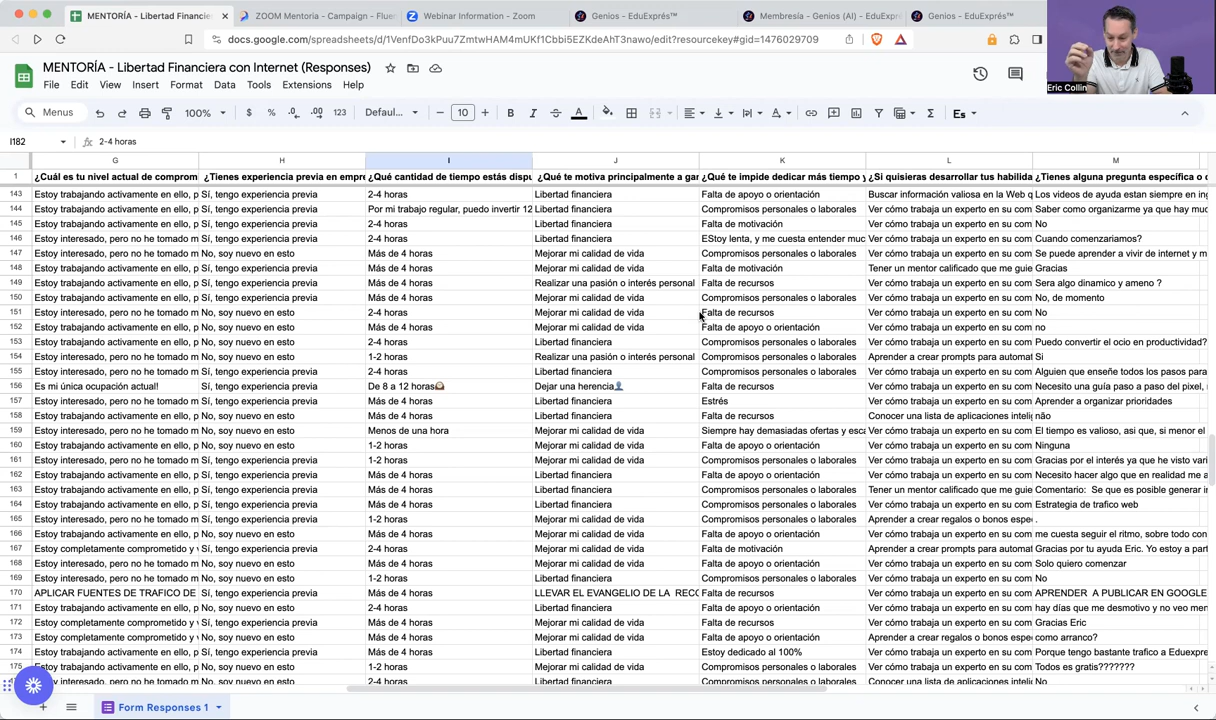 MENTORÍA - Libertad Financie
ZOOM Mentoria - Campaign - Flue
Webinar Information - Zoom
Genios - EduExprés™
Membresía - Genios (AI) - EduExpr
Genios - EduExprés™
docs.google.com/spreadsheets/d/1VenfDo3kPuu7ZmtwHAM4mUKf1Cbbi5EZKdeAhT3nawo/edit?resourcekey#gid=1476029709
MENTORÍA - Libertad Financiera con Internet (Responses)
Eric Collin
File Edit View Insert Format Data Tools Extensions Help
Menus 100% $ % .0 .00 123 Defaul... 10 B I A Es
I182 fx 2-4 horas
G H I J K L M
1 ¿Cuál es tu nivel actual de comprom ¿Tienes experiencia previa en empre ¿Qué cantidad de tiempo estás dispu ¿Qué te motiva principalmente a gan ¿Qué te impide dedicar más tiempo y ¿Si quisieras desarrollar tus habilida ¿Tienes alguna pregunta específica o c
143 Estoy trabajando activamente en ello, p Sí, tengo experiencia previa 2-4 horas Libertad financiera Falta de apoyo o orientación Buscar información valiosa en la Web q Los videos de ayuda estan siempre en ing
144 Estoy trabajando activamente en ello, p Sí, tengo experiencia previa Por mi trabajo regular, puedo invertir 12 Libertad financiera Compromisos personales o laborales Ver cómo trabaja un experto en su com Saber como organizarme ya que hay muc
145 Estoy trabajando activamente en ello, p Sí, tengo experiencia previa 2-4 horas Libertad financiera Falta de motivación Ver cómo trabaja un experto en su com No
146 Estoy interesado, pero no he tomado m Sí, tengo experiencia previa 2-4 horas Libertad financiera EStoy lenta, y me cuesta entender muc Ver cómo trabaja un experto en su com Cuando comenzariamos?
147 Estoy interesado, pero no he tomado m No, soy nuevo en esto Más de 4 horas Mejorar mi calidad de vida Compromisos personales o laborales Ver cómo trabaja un experto en su com Se puede aprender a vivir de internet y m
148 Estoy trabajando activamente en ello, p Sí, tengo experiencia previa Más de 4 horas Mejorar mi calidad de vida Falta de motivación Tener un mentor calificado que me guie Gracias
149 Estoy trabajando activamente en ello, p Sí, tengo experiencia previa Más de 4 horas Realizar una pasión o interés personal Falta de recursos Ver cómo trabaja un experto en su com Sera algo dinamico y ameno ?
150 Estoy trabajando activamente en ello, p Sí, tengo experiencia previa Más de 4 horas Mejorar mi calidad de vida Compromisos personales o laborales Ver cómo trabaja un experto en su com No, de momento
151 Estoy trabajando activamente en ello, p No, soy nuevo en esto 2-4 horas Mejorar mi calidad de vida Falta de recursos Ver cómo trabaja un experto en su com No
152 Estoy trabajando activamente en ello, p Sí, tengo experiencia previa Más de 4 horas Mejorar mi calidad de vida Falta de apoyo o orientación Ver cómo trabaja un experto en su com no
153 Estoy trabajando activamente en ello, p Sí, tengo experiencia previa 2-4 horas Libertad financiera Compromisos personales o laborales Ver cómo trabaja un experto en su com Puedo convertir el ocio en productividad?
154 Estoy interesado, pero no he tomado m No, soy nuevo en esto 1-2 horas Realizar una pasión o interés personal Compromisos personales o laborales Aprender a crear prompts para automat Si
155 Estoy interesado, pero no he tomado m Sí, tengo experiencia previa 2-4 horas Libertad financiera Compromisos personales o laborales Ver cómo trabaja un experto en su com Alguien que enseñe todos los pasos para
156 Es mi única ocupación actual! Sí, tengo experiencia previa De 8 a 12 horas🕰️ Dejar una herencia👤 Falta de recursos Ver cómo trabaja un experto en su com Necesito una guía paso a paso del pixel,
157 Estoy trabajando activamente en ello, p Sí, tengo experiencia previa Más de 4 horas Libertad financiera Estrés Ver cómo trabaja un experto en su com Aprender a organizar prioridades
158 Estoy trabajando activamente en ello, p No, soy nuevo en esto Más de 4 horas Libertad financiera Falta de recursos Conocer una lista de aplicaciones intelig não
159 Estoy interesado, pero no he tomado m No, soy nuevo en esto Menos de una hora Mejorar mi calidad de vida Siempre hay demasiadas ofertas y esca Ver cómo trabaja un experto en su com El tiempo es valioso, asi que, si menor el
160 Estoy trabajando activamente en ello, p No, soy nuevo en esto 1-2 horas Mejorar mi calidad de vida Falta de apoyo o orientación Ver cómo trabaja un experto en su com Ninguna
161 Estoy interesado, pero no he tomado m Sí, tengo experiencia previa 1-2 horas Mejorar mi calidad de vida Compromisos personales o laborales Ver cómo trabaja un experto en su com Gracias por el interés ya que he visto vari
162 Estoy trabajando activamente en ello, p Sí, tengo experiencia previa Más de 4 horas Libertad financiera Falta de apoyo o orientación Ver cómo trabaja un experto en su com Necesito hacer algo que en realidad me a
163 Estoy trabajando activamente en ello, p Sí, tengo experiencia previa Más de 4 horas Libertad financiera Compromisos personales o laborales Tener un mentor calificado que me guie Comentario: Se que es posible generar ir
164 Estoy interesado, pero no he tomado m Sí, tengo experiencia previa Más de 4 horas Libertad financiera Compromisos personales o laborales Ver cómo trabaja un experto en su com Estrategia de trafico web
165 Estoy interesado, pero no he tomado m Sí, tengo experiencia previa 1-2 horas Mejorar mi calidad de vida Compromisos personales o laborales Aprender a crear regalos o bonos espe .
166 Estoy trabajando activamente en ello, p No, soy nuevo en esto Más de 4 horas Mejorar mi calidad de vida Falta de apoyo o orientación Ver cómo trabaja un experto en su com me cuesta seguir el ritmo, sobre todo con
167 Estoy completamente comprometido y Sí, tengo experiencia previa 2-4 horas Libertad financiera Falta de motivación Aprender a crear prompts para automat Gracias por tu ayuda Eric. Yo estoy a part
168 Estoy interesado, pero no he tomado m No, soy nuevo en esto Más de 4 horas Mejorar mi calidad de vida Falta de apoyo o orientación Ver cómo trabaja un experto en su com Solo quiero comenzar
169 Estoy interesado, pero no he tomado m No, soy nuevo en esto 1-2 horas Libertad financiera Compromisos personales o laborales Ver cómo trabaja un experto en su com No
170 APLICAR FUENTES DE TRAFICO DE Sí, tengo experiencia previa Más de 4 horas LLEVAR EL EVANGELIO DE LA RECO Falta de recursos Ver cómo trabaja un experto en su com APRENDER A PUBLICAR EN GOOGLE
171 Estoy trabajando activamente en ello, p No, soy nuevo en esto 2-4 horas Libertad financiera Falta de apoyo o orientación Ver cómo trabaja un experto en su com hay días que me desmotivo y no veo men
172 Estoy completamente comprometido y Sí, tengo experiencia previa Más de 4 horas Mejorar mi calidad de vida Falta de recursos Ver cómo trabaja un experto en su com Gracias Eric
173 Estoy completamente comprometido y No, soy nuevo en esto Más de 4 horas Mejorar mi calidad de vida Falta de apoyo o orientación Aprender a crear regalos o bonos espe como arranco?
174 Estoy trabajando activamente en ello, p Sí, tengo experiencia previa Más de 4 horas Libertad financiera Estoy dedicado al 100% Ver cómo trabaja un experto en su com Porque tengo bastante trafico a Eduexpre
175 Estoy trabajando activamente en ello, p No, soy nuevo en esto 1-2 horas Mejorar mi calidad de vida Compromisos personales o laborales Ver cómo trabaja un experto en su com Todos es gratis???????
Estoy interesado, pero no he tomado m No, soy nuevo en esto 2-4 horas Libertad financiera Compromisos personales o laborales Conocer una lista de aplicaciones intelig No
Form Responses 1